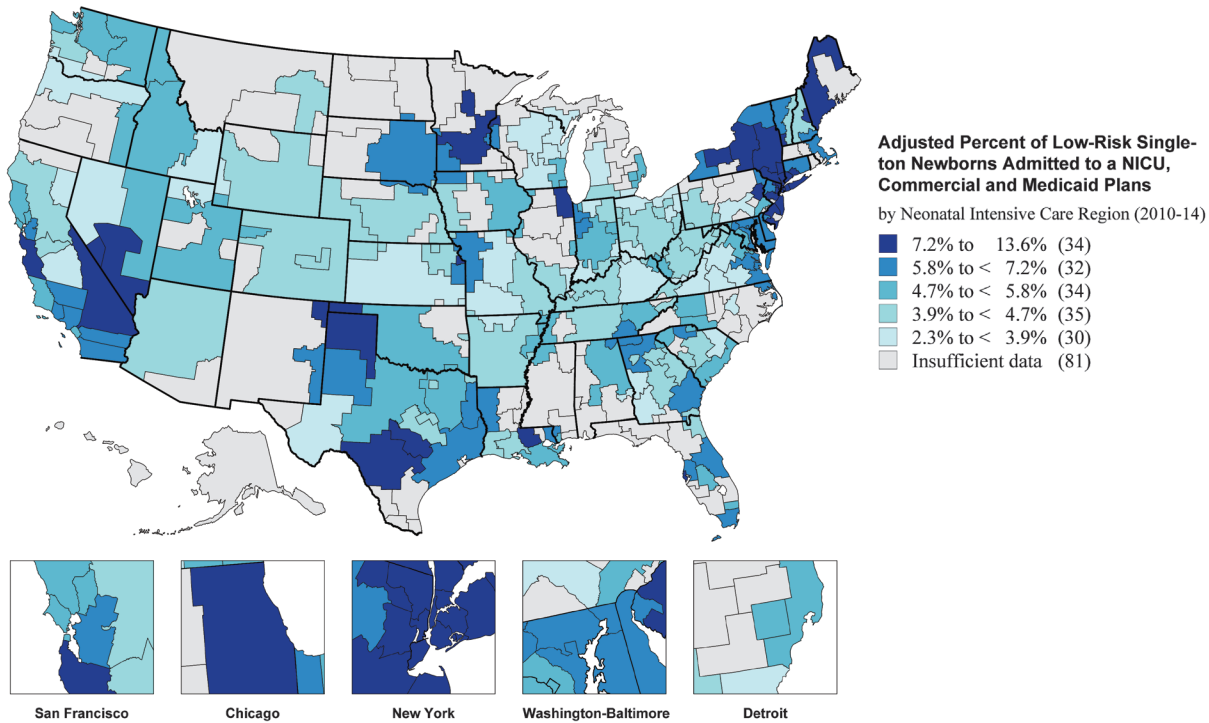 Adjusted Percent of Low-Risk Single-
ton Newborns Admitted to a NICU,
Commercial and Medicaid Plans
by Neonatal Intensive Care Region (2010-14)
7.2% to 13.6% (34)
5.8% to < 7.2% (32)
4.7% to < 5.8% (34)
3.9% to < 4.7% (35)
2.3% to < 3.9% (30)
Insufficient data (81)
San Francisco
Chicago
New York
Washington-Baltimore
Detroit